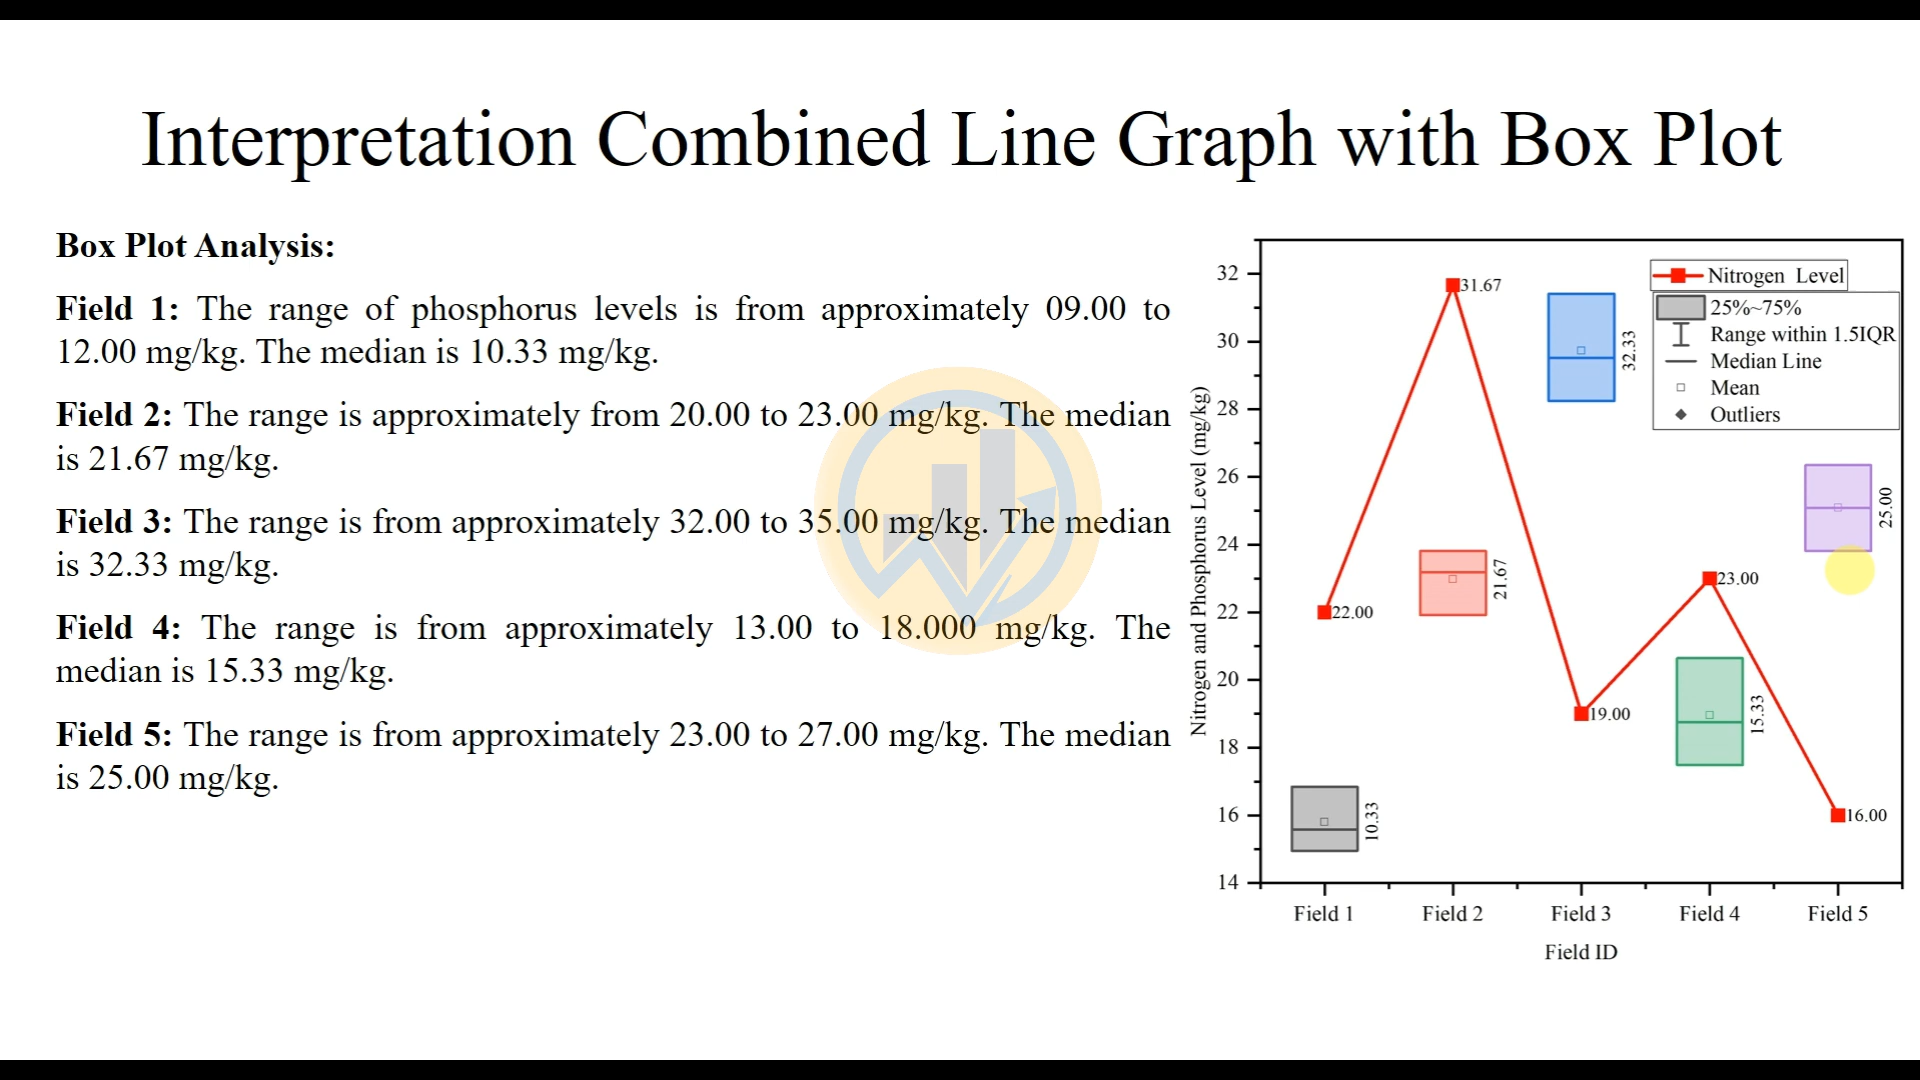 Interpretation Combined Line Graph with Box Plot
Box Plot Analysis:
Field 1: The range of phosphorus levels is from approximately 09.00 to
12.00 mg/kg. The median is 10.33 mg/kg.
Field 2: The range is approximately from 20.00 to 23.00 mg/kg. The median
is 21.67 mg/kg.
Field 3: The range is from approximately 32.00 to 35.00 mg/kg. The median
is 32.33 mg/kg.
Field 4: The range is from approximately 13.00 to 18.000 mg/kg. The
median is 15.33 mg/kg.
Field 5: The range is from approximately 23.00 to 27.00 mg/kg. The median
is 25.00 mg/kg.
Nitrogen and Phosphorus Level (mg/kg)
32
30
28
26
24
22
20
18
16
14
22.00
31.67
19.00
23.00
16.00
10.33
21.67
32.33
15.33
25.00
Nitrogen Level
25%~75%
Range within 1.5IQR
Median Line
Mean
Outliers
Field 1
Field 2
Field 3
Field 4
Field 5
Field ID